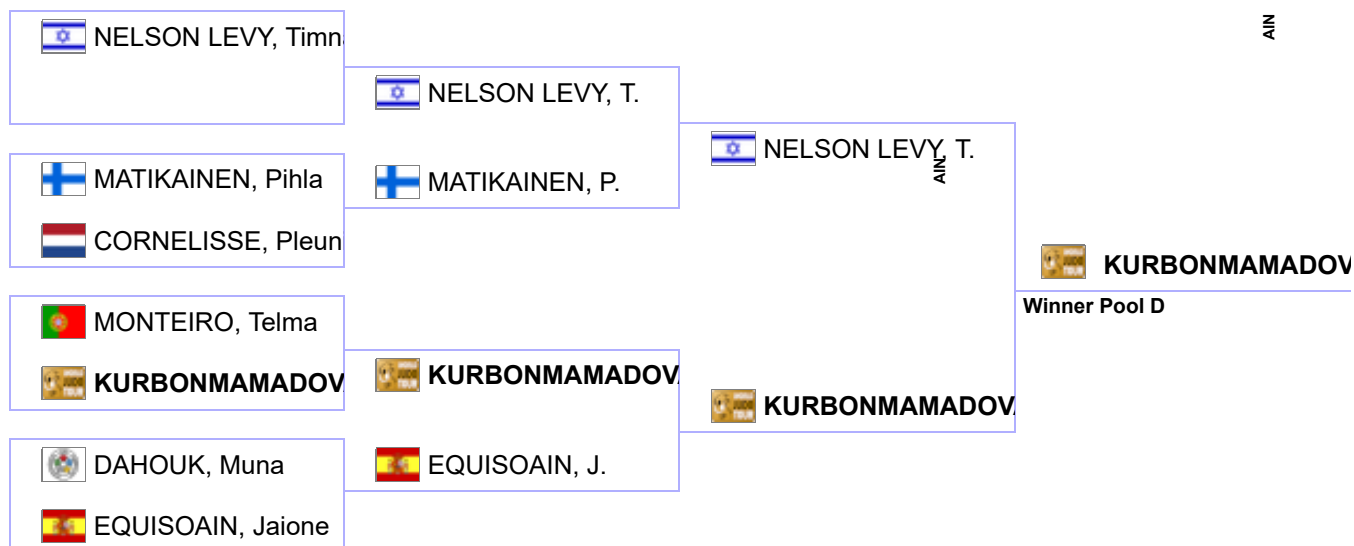 NELSON LEVY, Timn
MATIKAINEN, Pihla
CORNELISSE, Pleun
MONTEIRO, Telma
KURBONMAMADOV
DAHOUK, Muna
EQUISOAIN, Jaione
NELSON LEVY, T.
MATIKAINEN, P.
KURBONMAMADOV
EQUISOAIN, J.
NELSON LEVY, T.
AIN
KURBONMAMADOV
KURBONMAMADOV
Winner Pool D
AIN